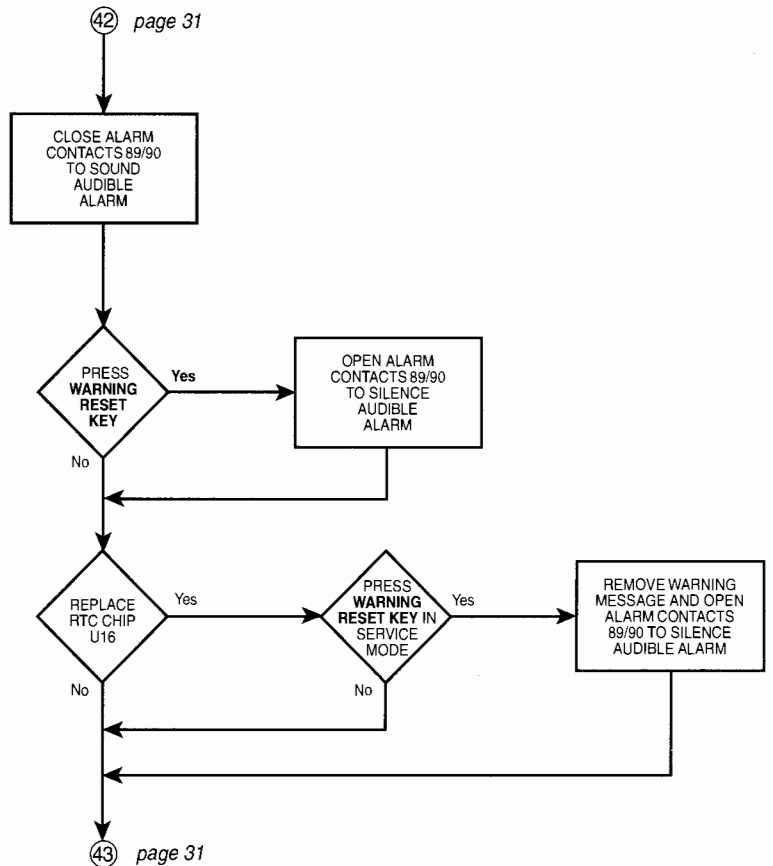 42 page 31
CLOSE ALARM
CONTACTS 89/90
TO SOUND
AUDIBLE
ALARM
PRESS
WARNING
RESET
KEY
Yes
OPEN ALARM
CONTACTS 89/90
TO SILENCE
AUDIBLE
ALARM
No
REPLACE
RTC CHIP
U16
Yes
PRESS
WARNING
RESET KEY IN
SERVICE
MODE
Yes
REMOVE WARNING
MESSAGE AND OPEN
ALARM CONTACTS
89/90 TO SILENCE
AUDIBLE ALARM
No
No
43 page 31